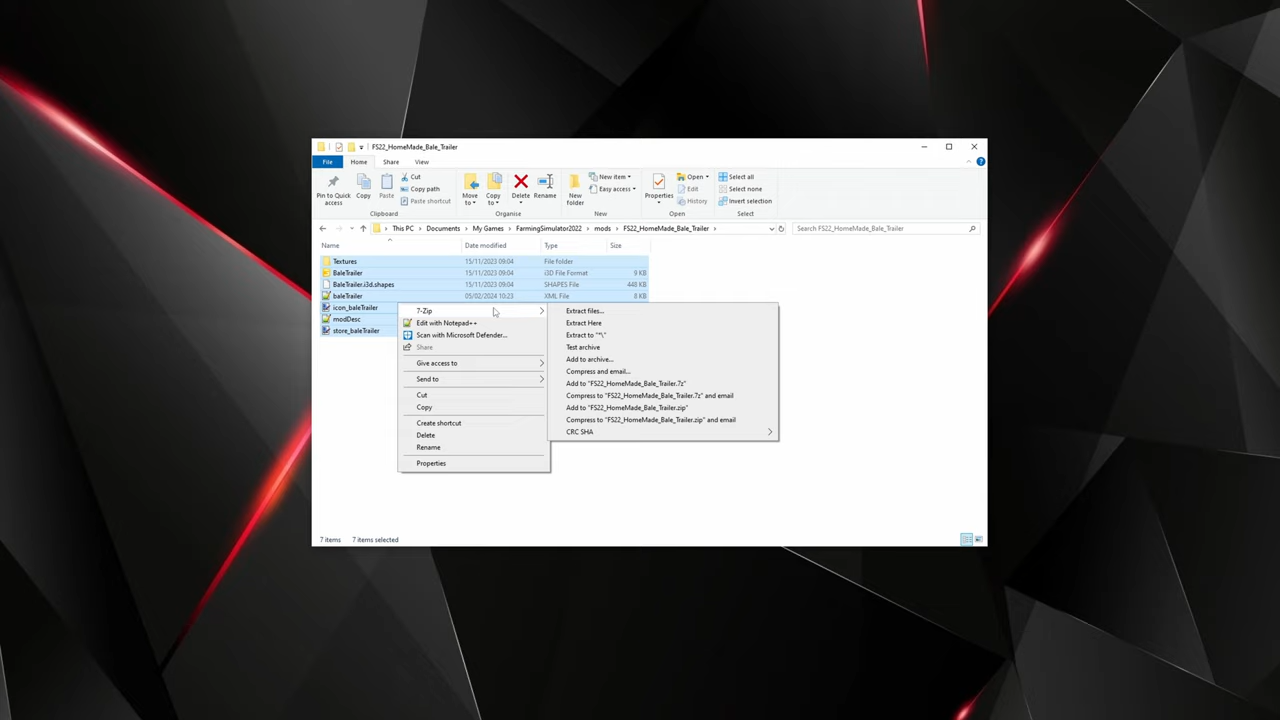 FS22_HomeMade_Bale_Trailer
File Home Share View
Pin to Quick access
Copy
Paste
Cut
Copy path
Paste shortcut
Clipboard
Move to
Copy to
Delete
Rename
Organise
New folder
New item
Easy access
New
Properties
Open
Edit
History
Open
Select all
Select none
Invert selection
Select
This PC > Documents > My Games > FarmingSimulator2022 > mods > FS22_HomeMade_Bale_Trailer >
Search FS22_HomeMade_Bale_Trailer
Name Date modified Type Size
Textures 15/11/2023 09:04 File folder
BaleTrailer 15/11/2023 09:04 i3D File Format 9 KB
BaleTrailer.i3d.shapes 15/11/2023 09:04 SHAPES File 448 KB
baleTrailer 05/02/2024 10:23 XML File 8 KB
icon_baleTrailer
modDesc
store_baleTrailer
7-Zip
Edit with Notepad++
Scan with Microsoft Defender...
Share
Give access to
Send to
Cut
Copy
Create shortcut
Delete
Rename
Properties
Extract files...
Extract Here
Extract to "*\"
Test archive
Add to archive...
Compress and email...
Add to "FS22_HomeMade_Bale_Trailer.7z"
Compress to "FS22_HomeMade_Bale_Trailer.7z" and email
Add to "FS22_HomeMade_Bale_Trailer.zip"
Compress to "FS22_HomeMade_Bale_Trailer.zip" and email
CRC SHA
7 items 7 items selected